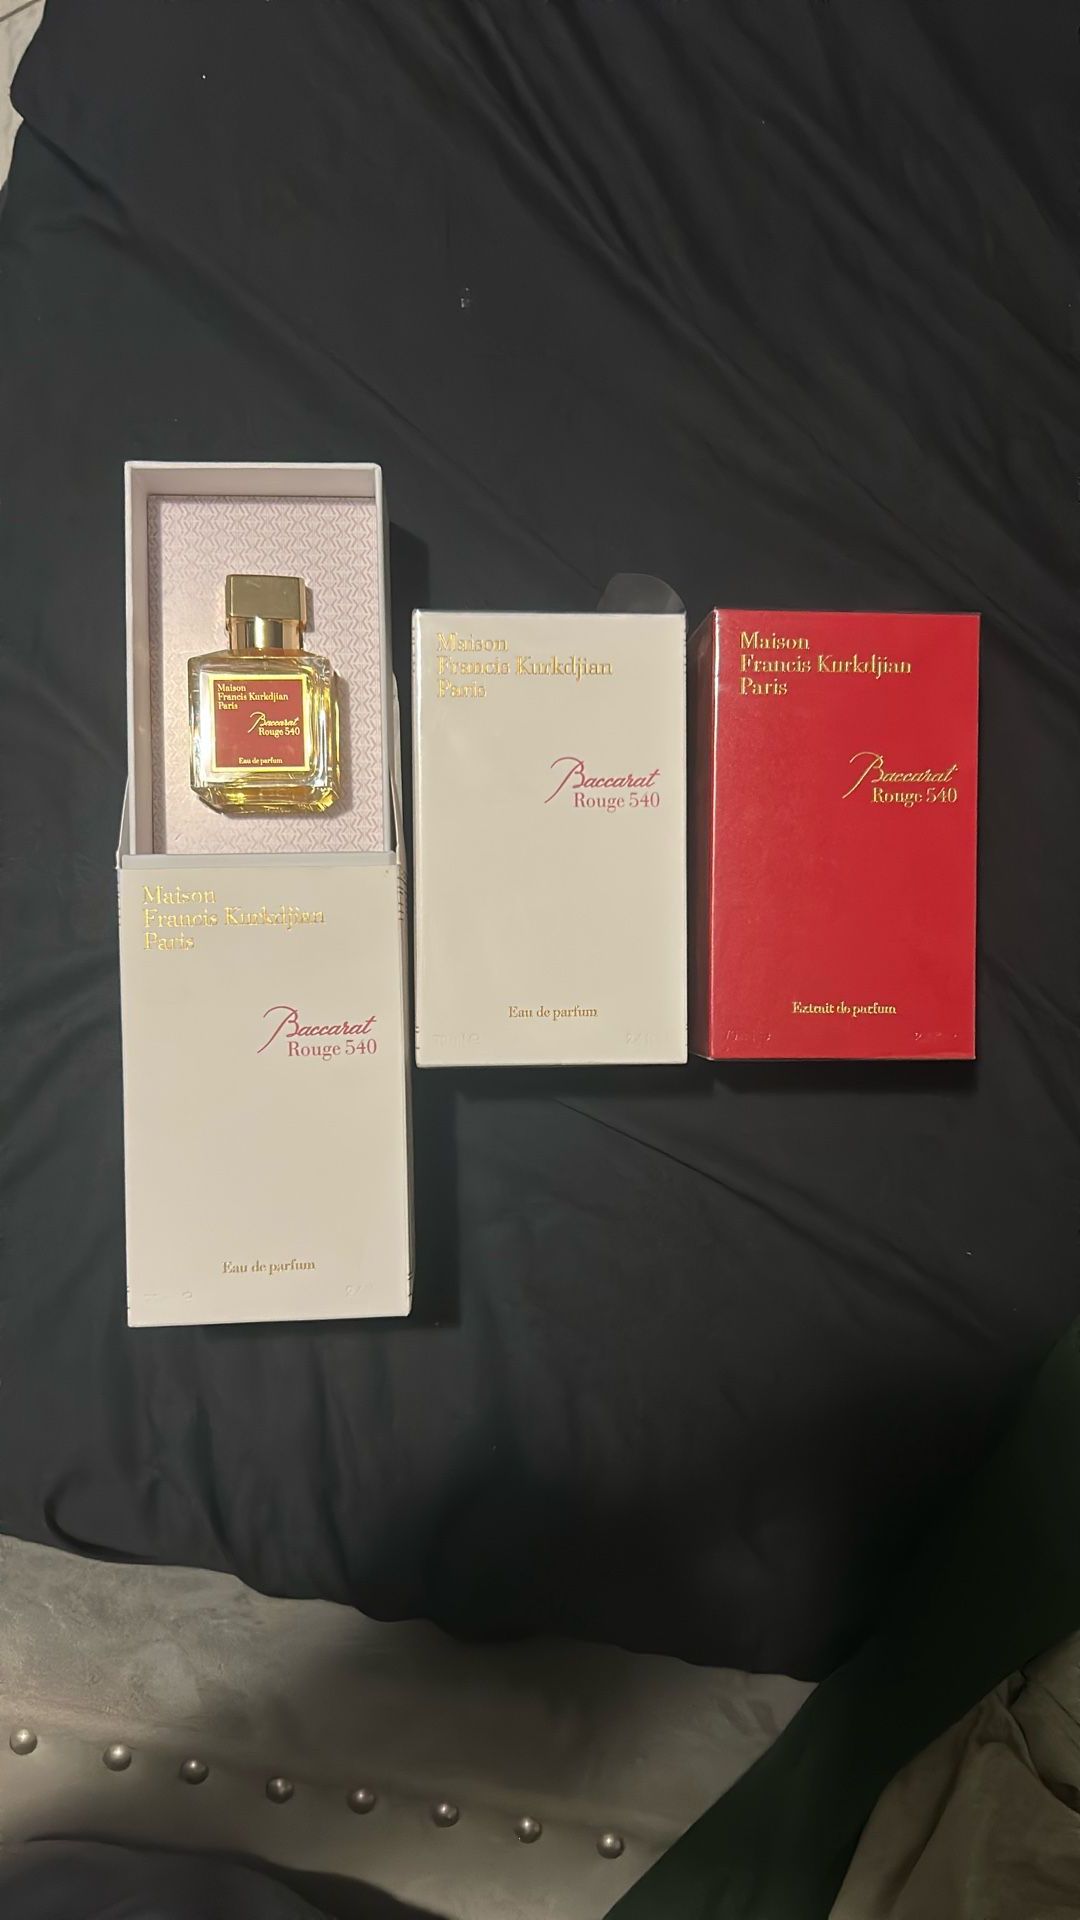 Maison
Francis Kurkdjian
Paris
Baccarat
Rouge 540
Eau de parfum
Maison
Francis Kurkdjian
Paris
Baccarat
Rouge 540
Eau de parfum
Maison
Francis Kurkdjian
Paris
Baccarat
Rouge 540
Eau de parfum
Maison
Francis Kurkdjian
Paris
Baccarat
Rouge 540
Extrait de parfum